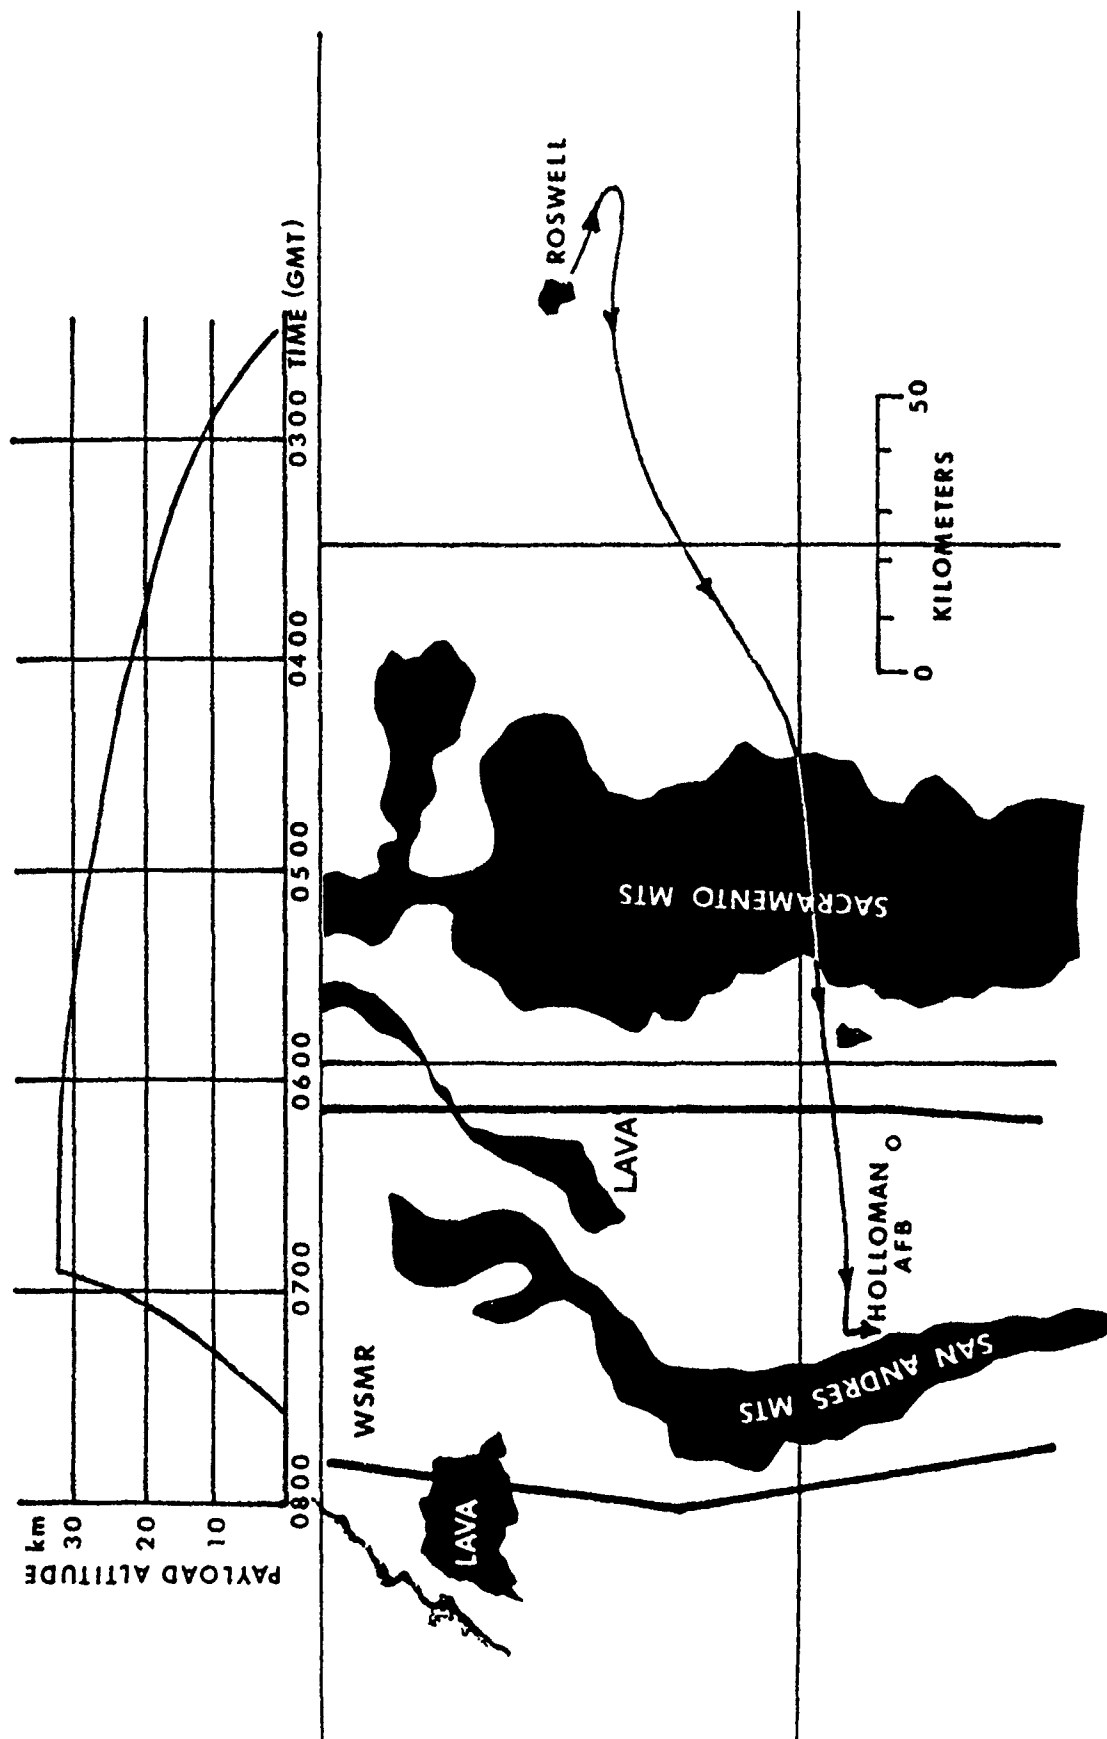 PAYLOAD ALTITUDE
km
30
20
10
0800
0700
0600
0500
0400
0300
TIME (GMT)
WSMR
LAVA
LAVA
ROSWELL
SACRAMENTO MTS
SAN ANDRES MTS
HOLLOMAN
AFB
0
50
KILOMETERS